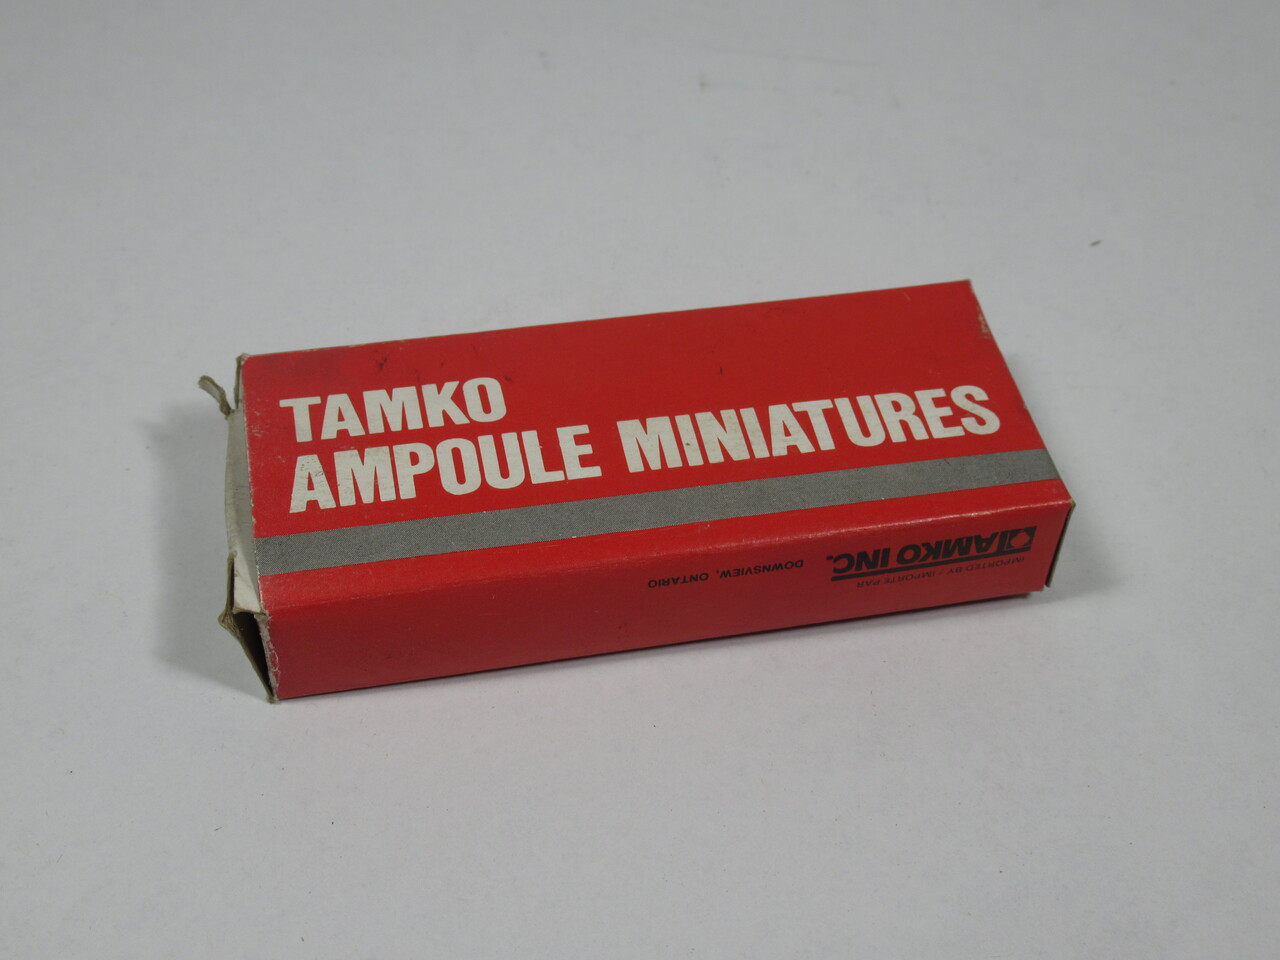 TAMKO
AMPOULE MINIATURES
IMPORTED BY / IMPORTE PAR
TAMKO INC.
DOWNSVIEW, ONTARIO